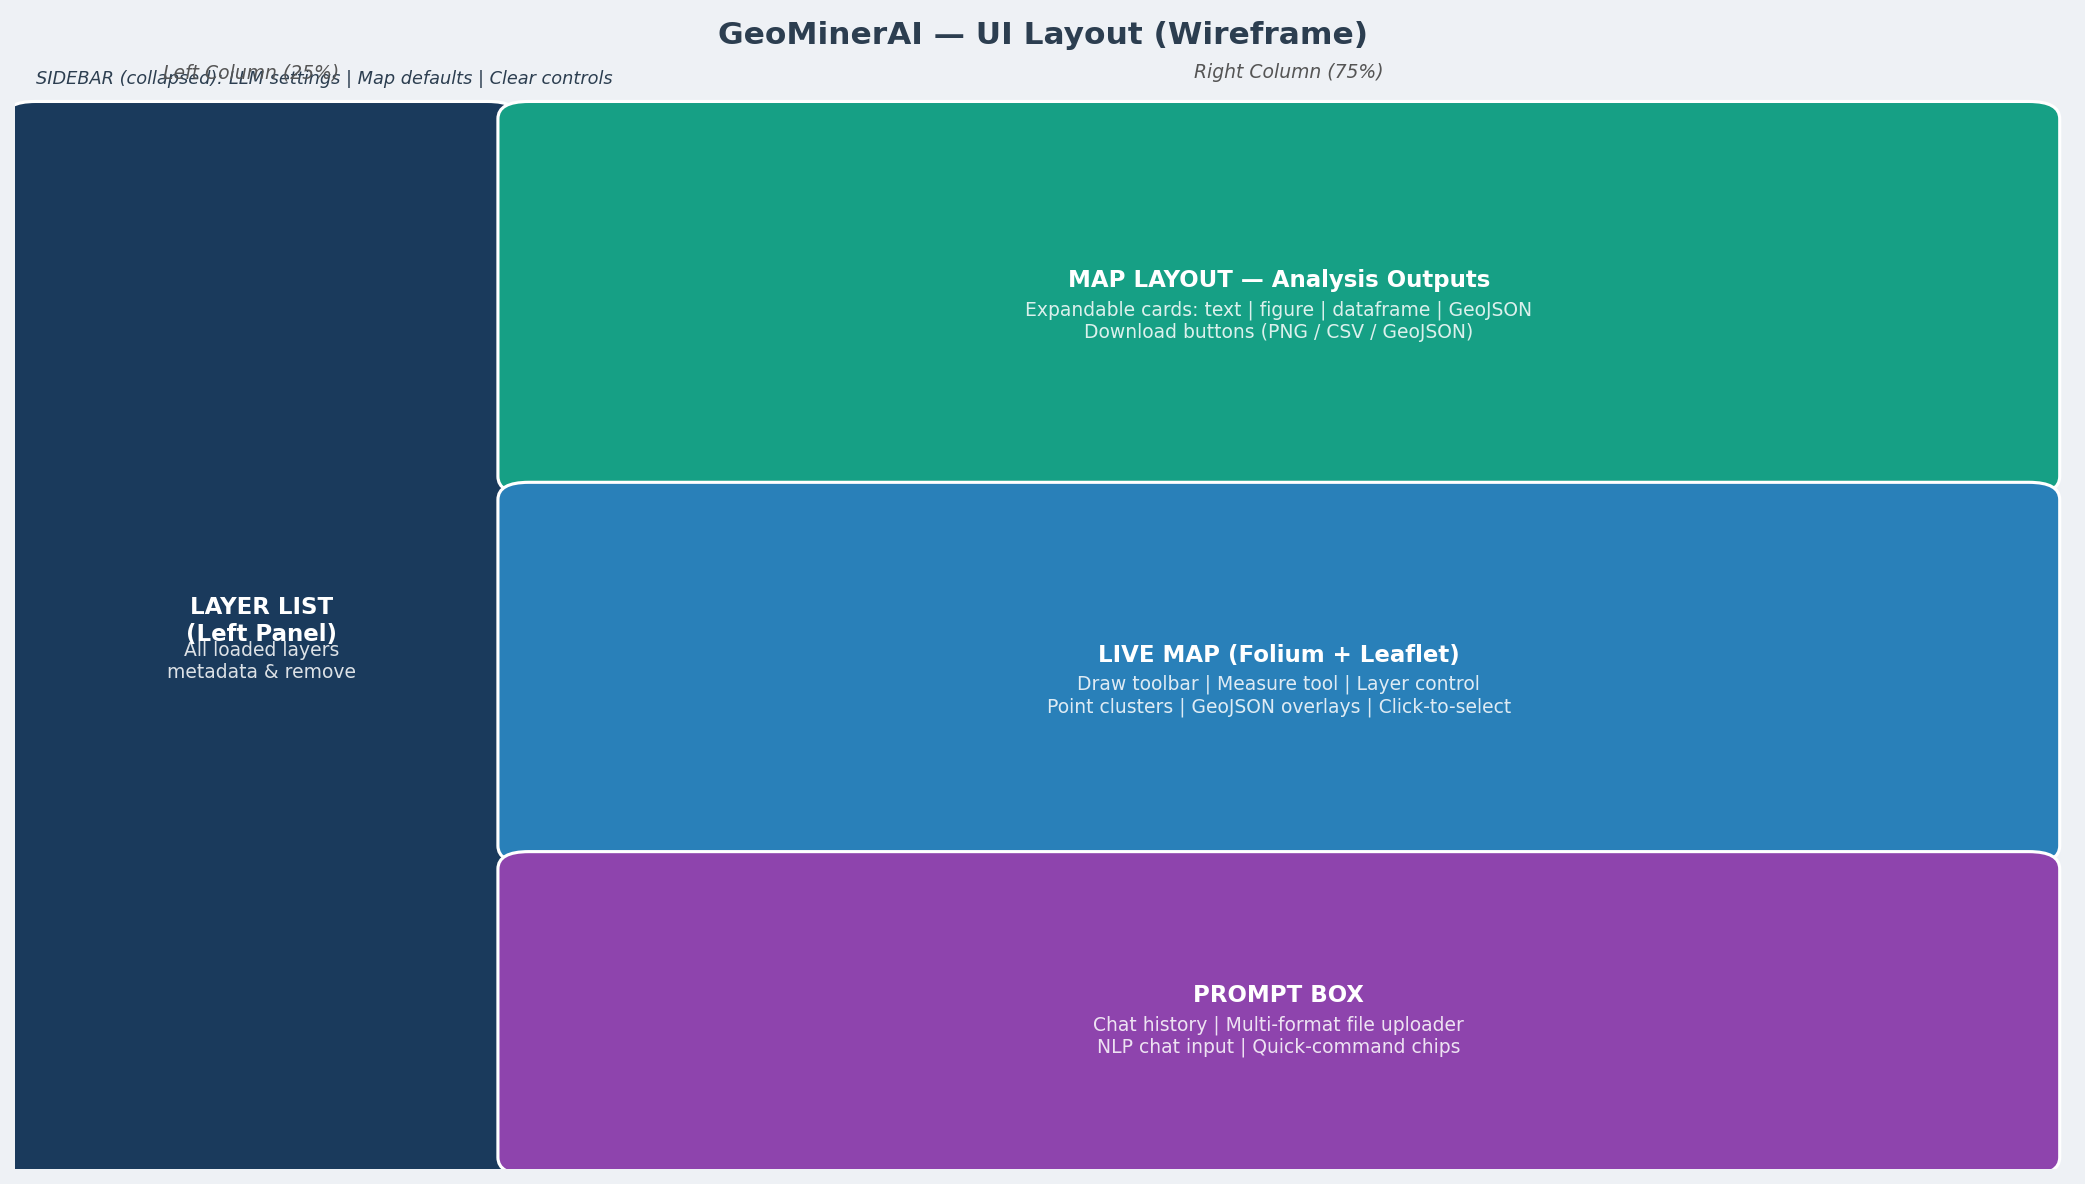 GeoMinerAI — UI Layout (Wireframe)
Left Column (25%)
SIDEBAR (collapsed): LLM settings | Map defaults | Clear controls
Right Column (75%)
MAP LAYOUT — Analysis Outputs
Expandable cards: text | figure | dataframe | GeoJSON
Download buttons (PNG / CSV / GeoJSON)
LAYER LIST
(Left Panel)
All loaded layers
metadata & remove
LIVE MAP (Folium + Leaflet)
Draw toolbar | Measure tool | Layer control
Point clusters | GeoJSON overlays | Click-to-select
PROMPT BOX
Chat history | Multi-format file uploader
NLP chat input | Quick-command chips